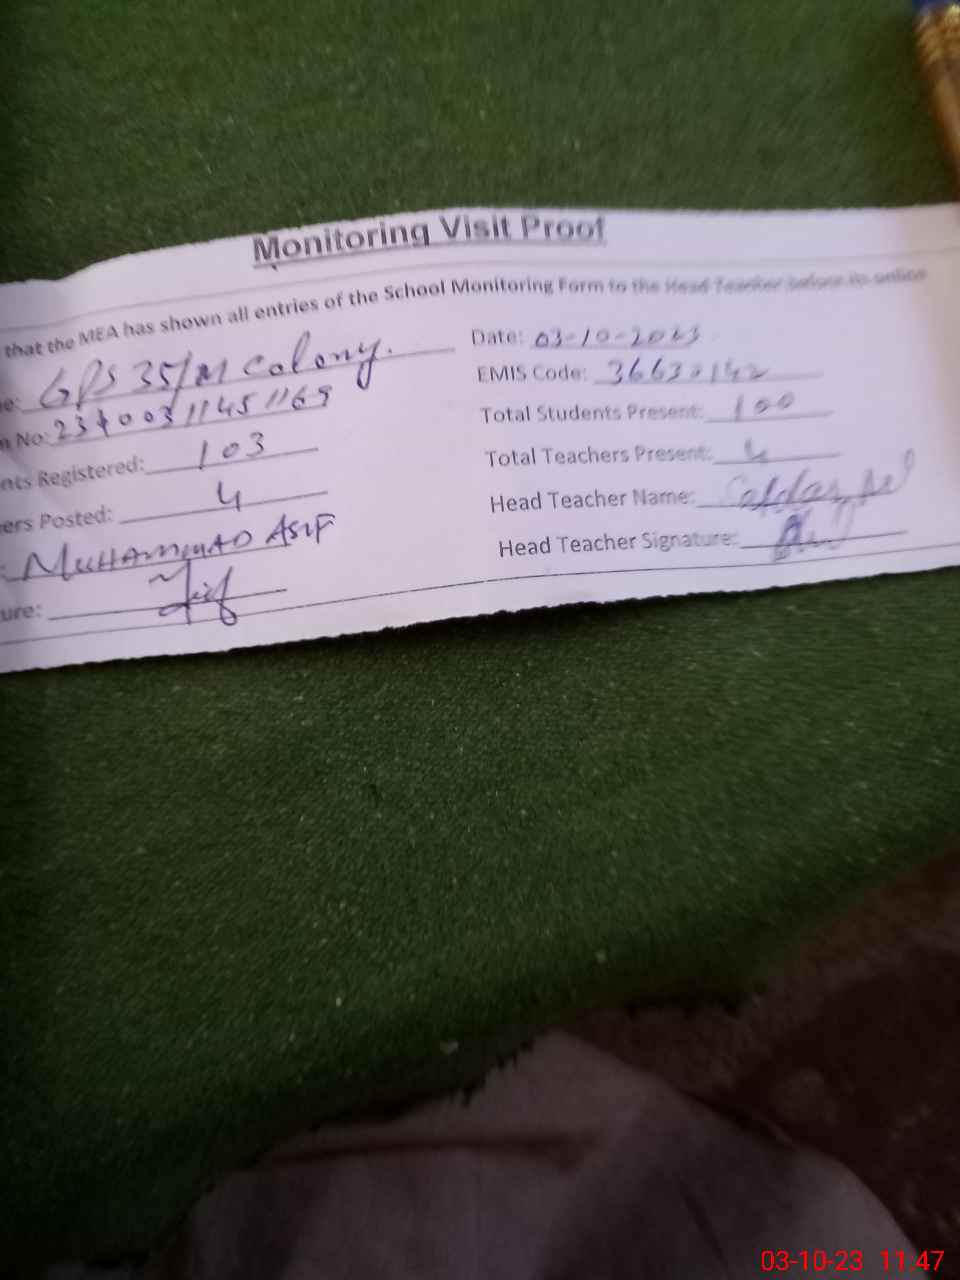 Monitoring Visit Proof
that the MEA has shown all entries of the School Monitoring Form to the Head Teacher before its online
e: GPS 35/M Colony.
Date: 03-10-2023
n No: 23400311451169
EMIS Code: 36630142
nts Registered: 103
Total Students Present: 100
ers Posted: 4
Total Teachers Present: 4
: MUHAMMAD ASIF
Head Teacher Name:
ure:
Head Teacher Signature:
03-10-23 11:47